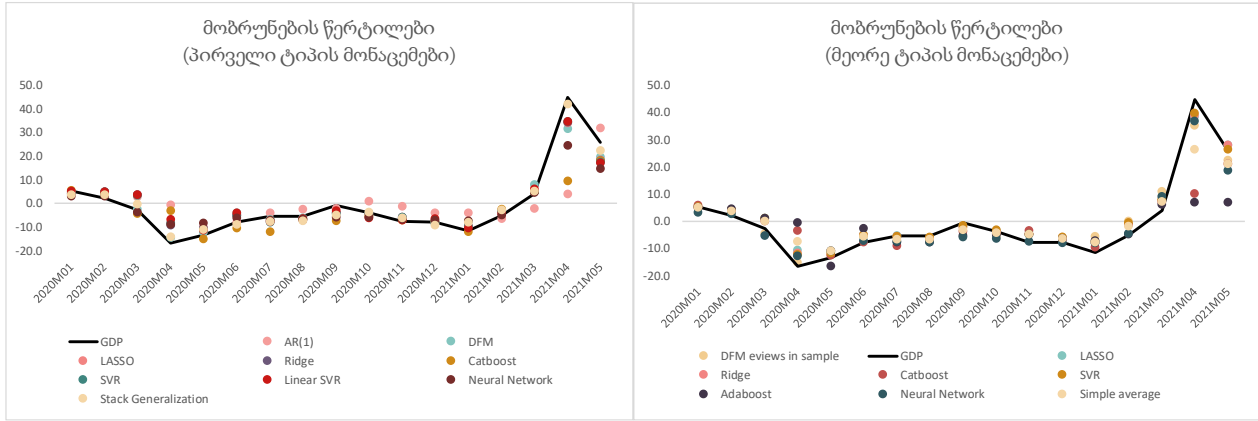 მობრუნების წერტილები
(პირველი ტიპის მონაცემები)
50.0
40.0
30.0
20.0
10.0
0.0
-10.0
-20.0
2020M01
2020M02
2020M03
2020M04
2020M05
2020M06
2020M07
2020M08
2020M09
2020M10
2020M11
2020M12
2021M01
2021M02
2021M03
2021M04
2021M05
GDP AR(1) DFM
LASSO Ridge Catboost
SVR Linear SVR Neural Network
Stack Generalization
მობრუნების წერტილები
(მეორე ტიპის მონაცემები)
50.0
40.0
30.0
20.0
10.0
0.0
-10.0
-20.0
2020M01
2020M02
2020M03
2020M04
2020M05
2020M06
2020M07
2020M08
2020M09
2020M10
2020M11
2020M12
2021M01
2021M02
2021M03
2021M04
2021M05
DFM eviews in sample GDP LASSO
Ridge Catboost SVR
Adaboost Neural Network Simple average